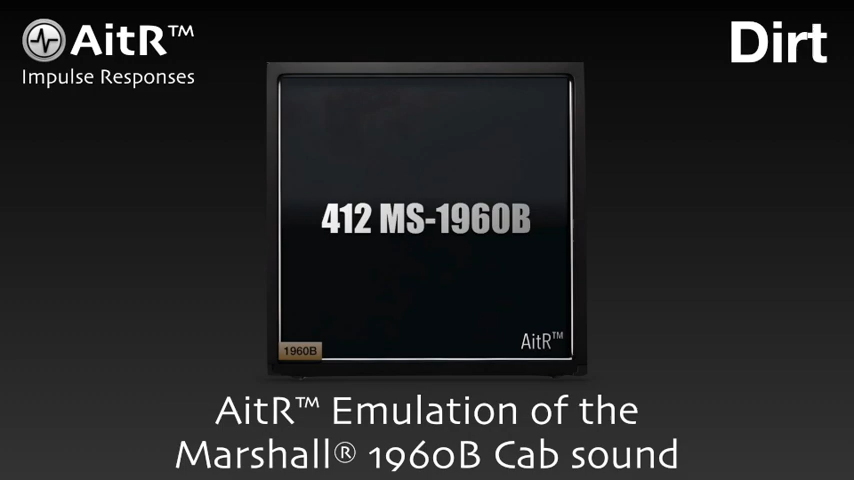 AitR™
Impulse Responses
Dirt
412 MS-1960B
AitR™
1960B
AitR™ Emulation of the
Marshall® 1960B Cab sound